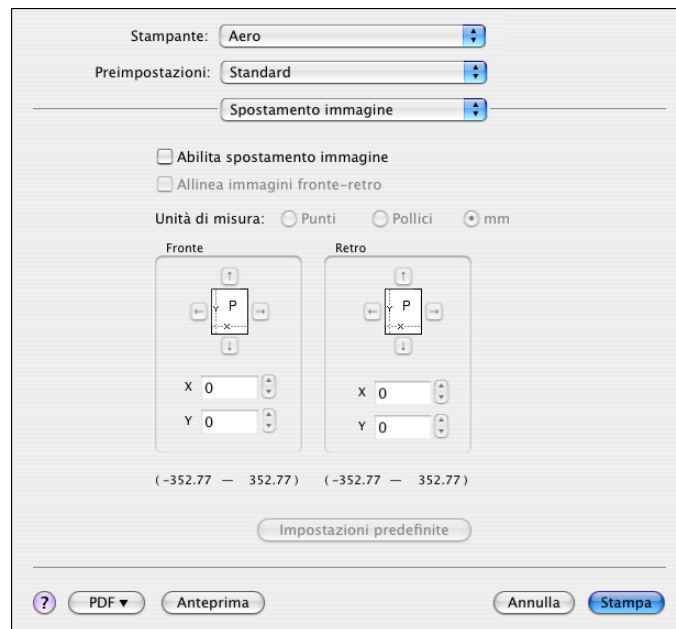 Stampante: Aero
Preimpostazioni: Standard
Spostamento immagine
Abilita spostamento immagine
Allinea immagini fronte-retro
Unità di misura: Punti Pollici mm
Fronte Retro
P P
Y Y
X X
X 0 X 0
Y 0 Y 0
(-352.77 — 352.77) (-352.77 — 352.77)
Impostazioni predefinite
? PDF▼ Anteprima Annulla Stampa